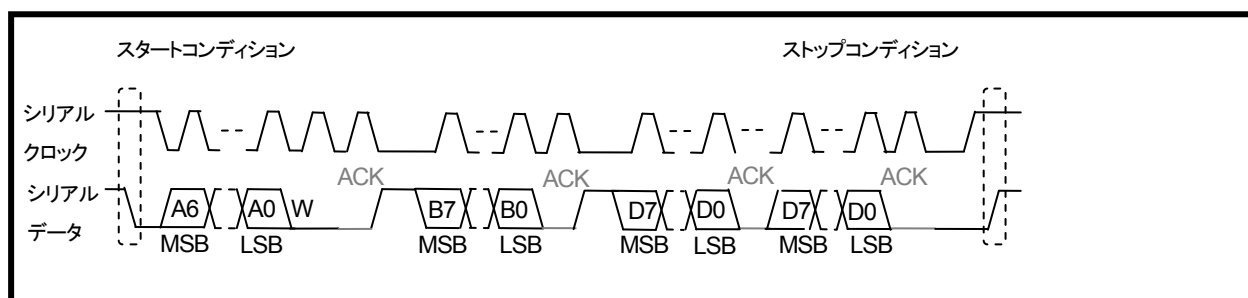 スタートコンディション ストップコンディション
シリアル
クロック
ACK ACK ACK ACK
シリアル
A6 A0 W B7 B0 D7 D0 D7 D0
データ
MSB LSB MSB LSB MSB LSB MSB LSB